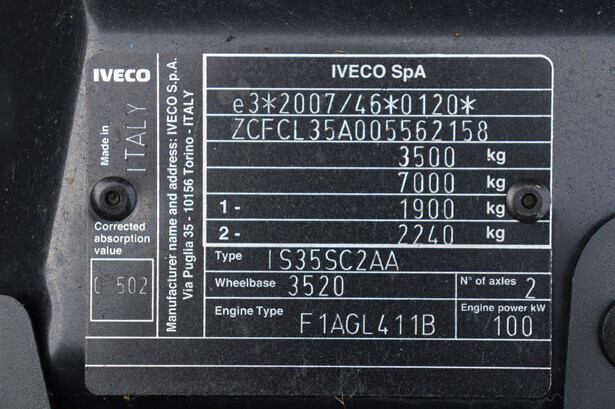 IVECO
Made in
ITALY
Corrected
absorption
value
502
Manufacturer name and address: IVECO S.p.A.
Via Puglia 35 - 10156 Torino - ITALY
IVECO SpA
e3*2007/46*0120*
ZCFCL35A005562158
3500 kg
7000 kg
1- 1900 kg
2- 2240 kg
Type IS35SC2AA
Wheelbase 3520
N° of axles 2
Engine Type F1AGL411B
Engine power kW
100